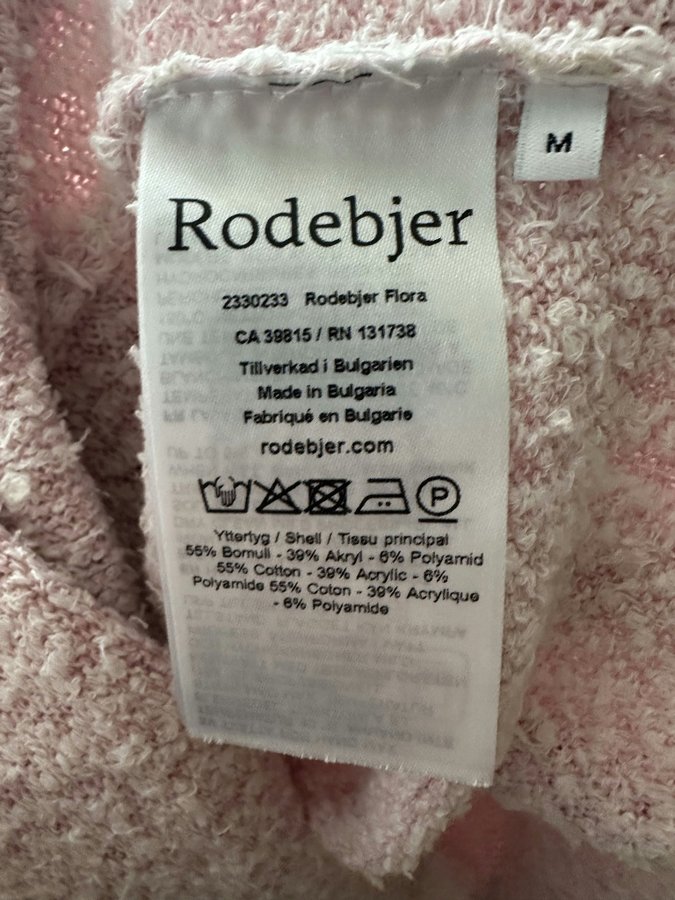 M
Rodebjer
2330233 Rodebjer Flora
CA 39815 / RN 131738
Tillverkad i Bulgarien
Made in Bulgaria
Fabriqué en Bulgarie
rodebjer.com
P
Yttertyg / Shell / Tissu principal
55% Bomull - 39% Akryl - 6% Polyamid
55% Cotton - 39% Acrylic - 6%
Polyamide 55% Coton - 39% Acrylique
- 6% Polyamide